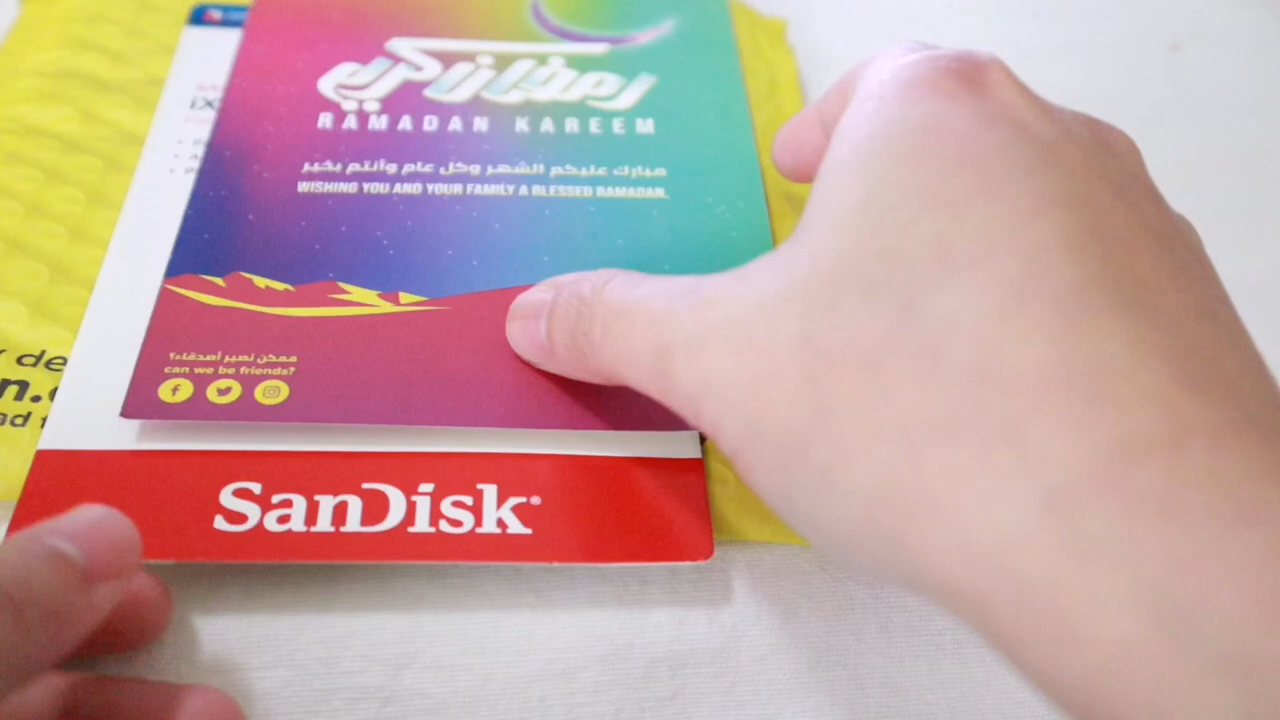 رمضان كريم
RAMADAN KAREEM
مبارك عليكم الشهر وكل عام وأنتم بخير
WISHING YOU AND YOUR FAMILY A BLESSED RAMADAN.
ممكن نصير أصدقاء؟
can we be friends?
SanDisk